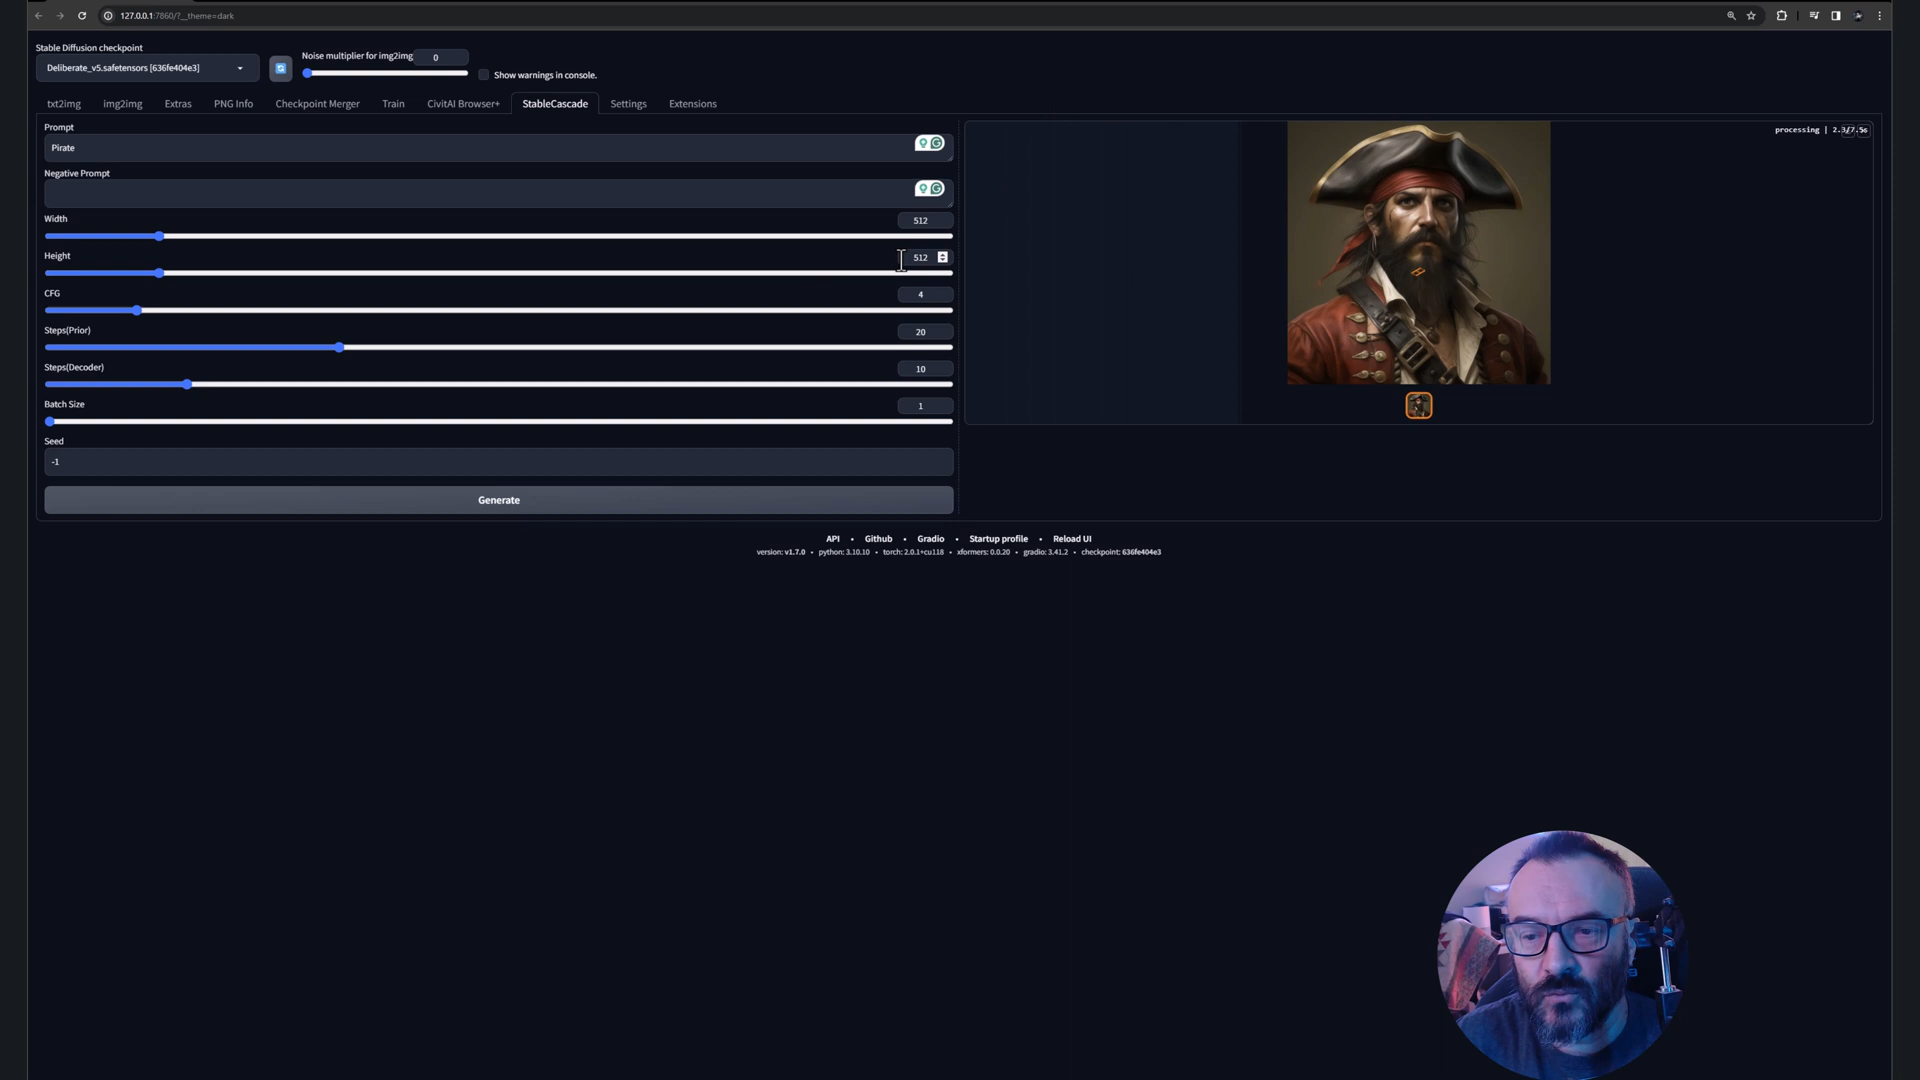 127.0.0.1:7860/?__theme=dark
Stable Diffusion checkpoint
Deliberate_v5.safetensors [636fe404e3]
Noise multiplier for img2img
0
Show warnings in console.
txt2img
img2img
Extras
PNG Info
Checkpoint Merger
Train
CivitAI Browser+
StableCascade
Settings
Extensions
Prompt
Pirate
Negative Prompt
Width
512
Height
512
CFG
4
Steps(Prior)
20
Steps(Decoder)
10
Batch Size
1
Seed
-1
Generate
processing | 2.3/7.5s
API • Github • Gradio • Startup profile • Reload UI
version: v1.7.0 • python: 3.10.10 • torch: 2.0.1+cu118 • xformers: 0.0.20 • gradio: 3.41.2 • checkpoint: 636fe404e3